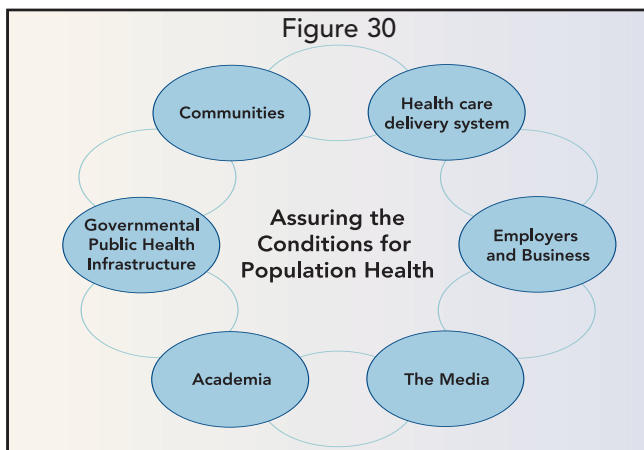 Figure 30
Communities
Health care
delivery system
Governmental
Public Health
Infrastructure
Assuring the
Conditions for
Population Health
Employers
and Business
Academia
The Media